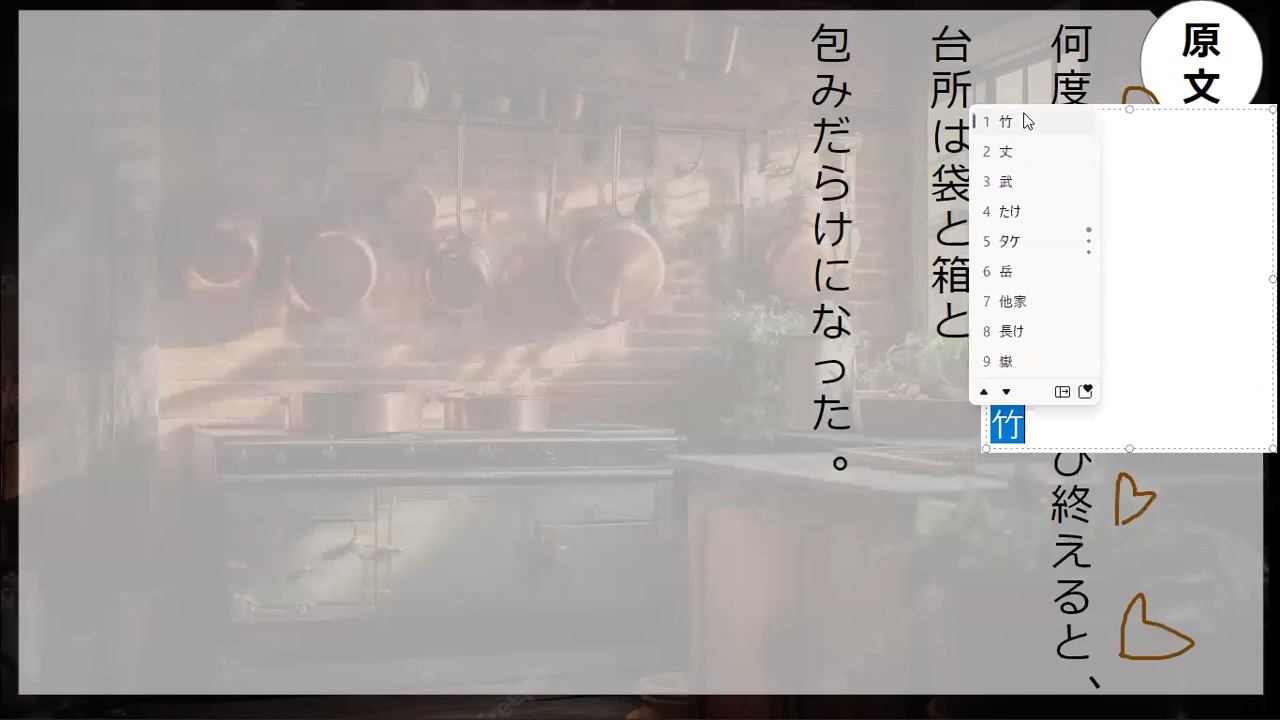 原
文
何度
び終えると、
台所は袋と箱と
包みだらけになった。
1 竹
2 丈
3 武
4 たけ
5 タケ
6 岳
7 他家
8 長け
9 嶽
竹